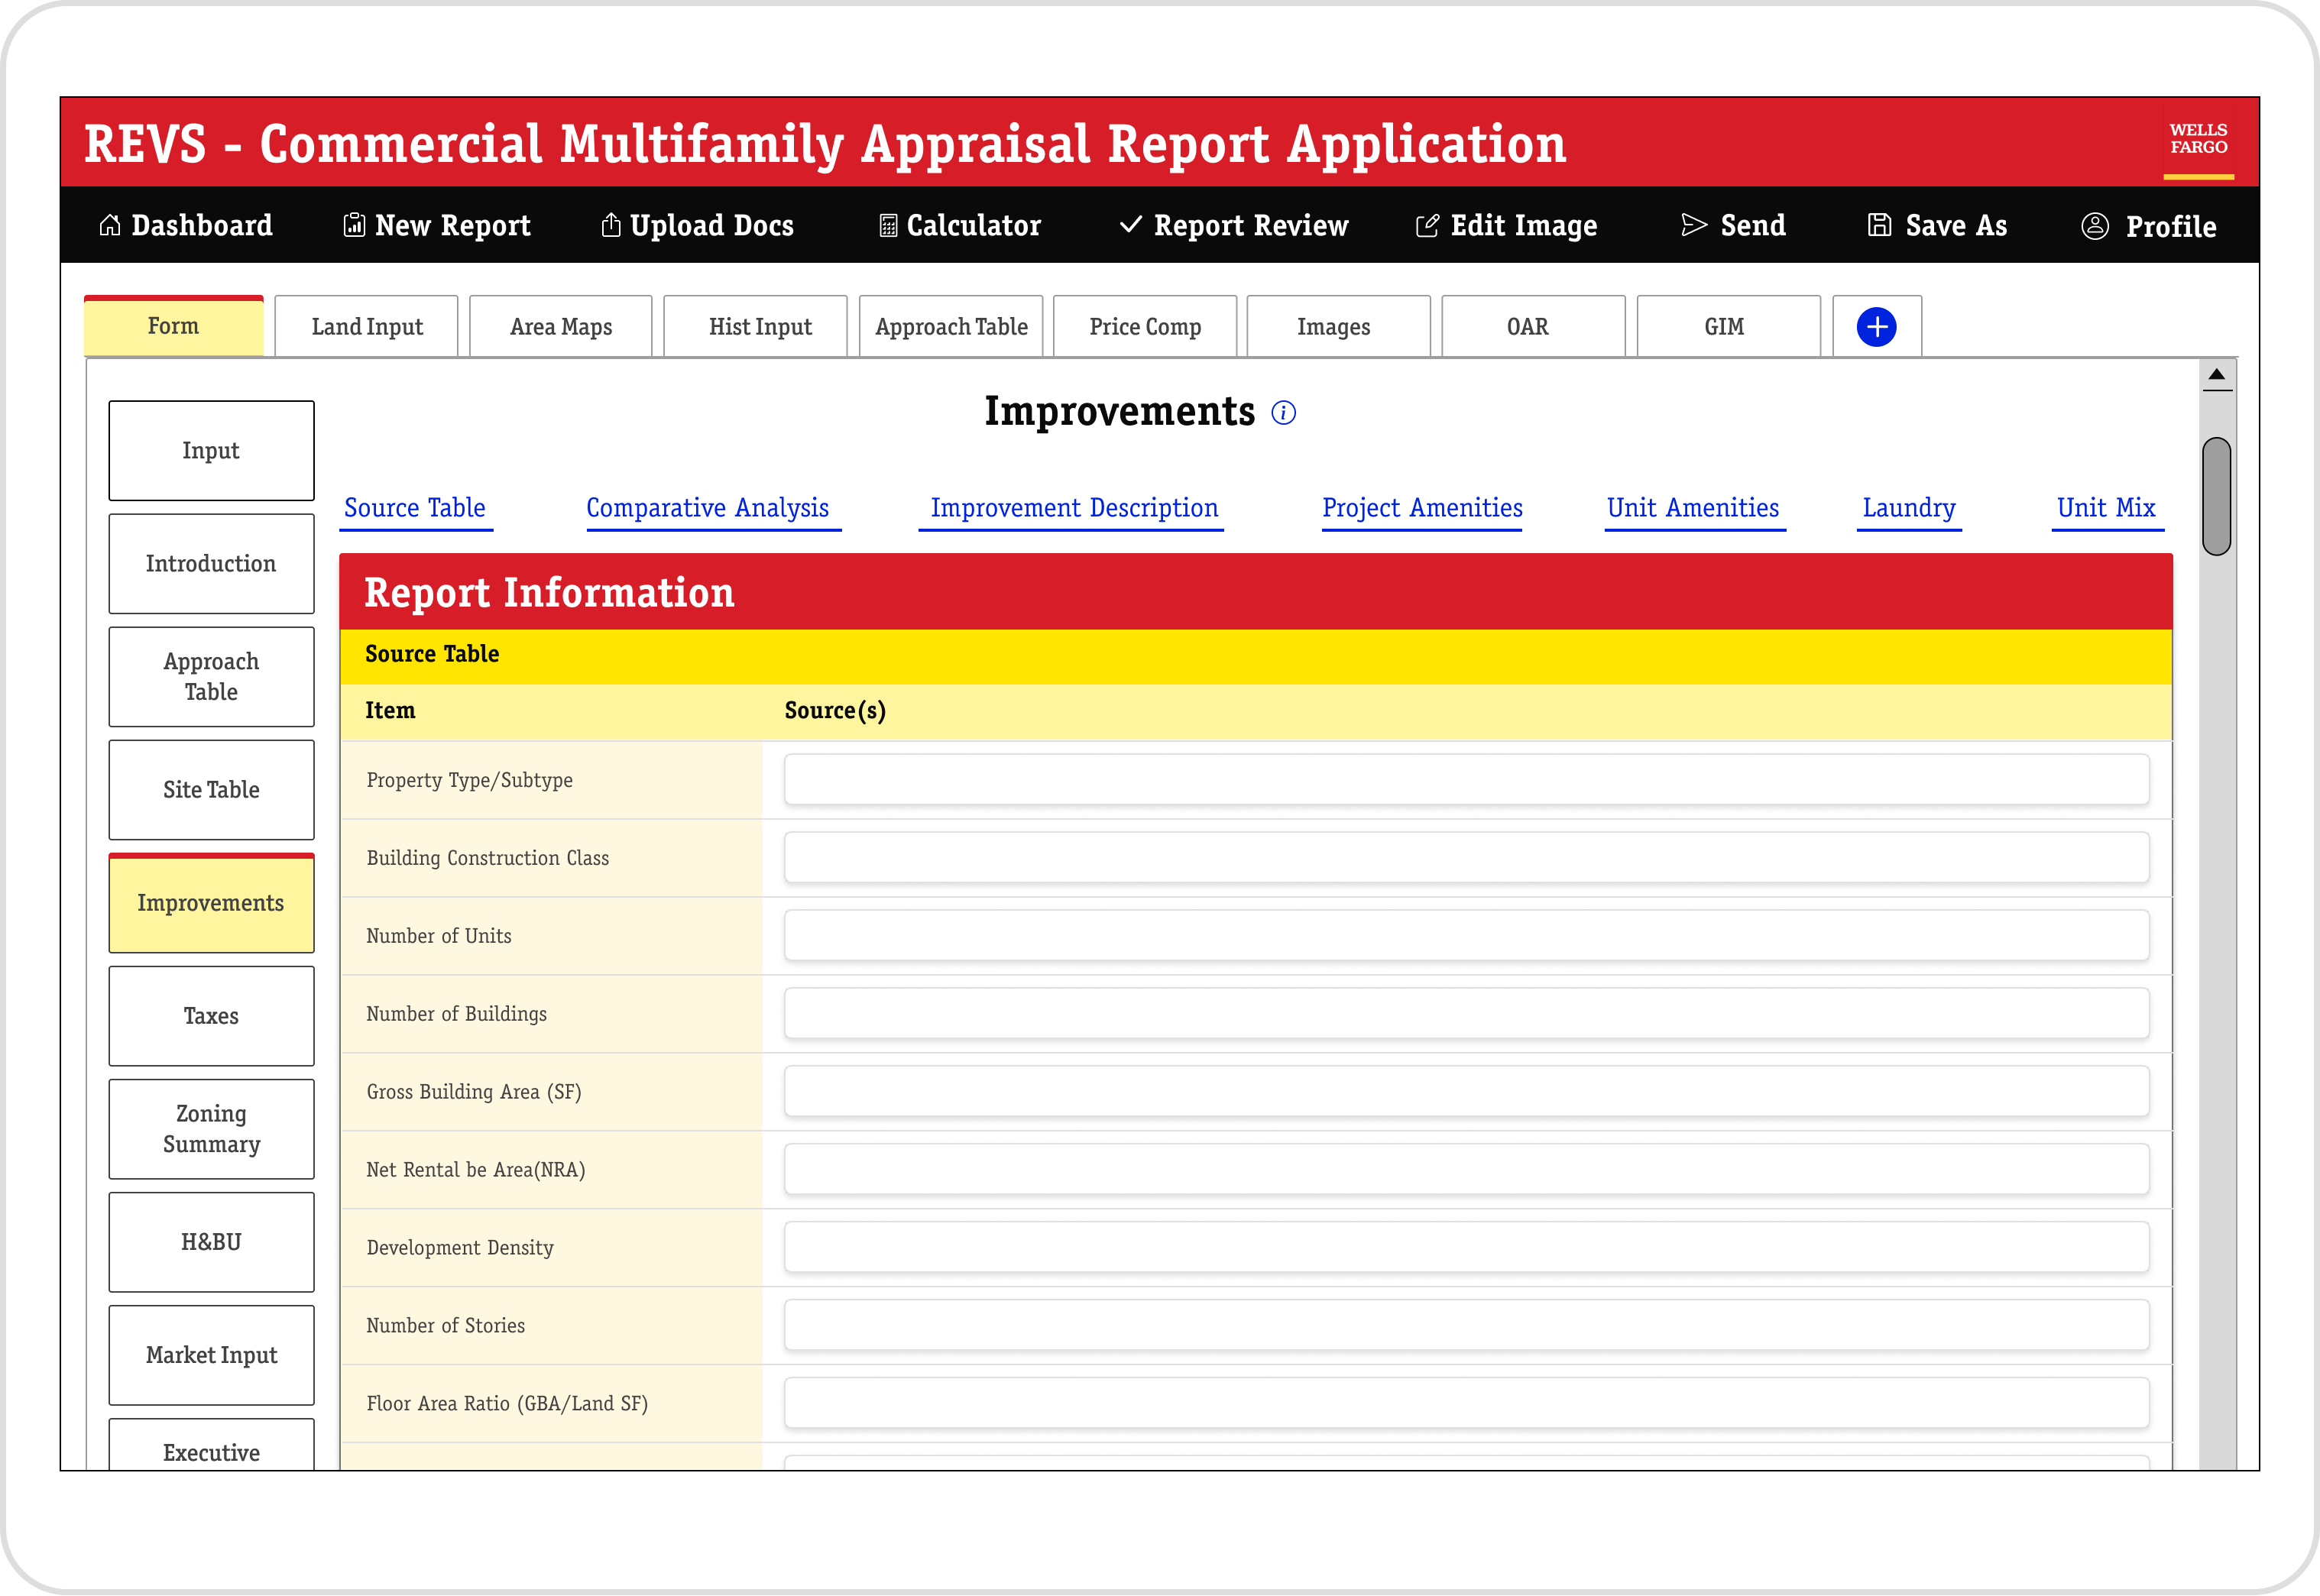 REVS - Commercial Multifamily Appraisal Report Application
WELLS
FARGO
Dashboard New Report Upload Docs Calculator Report Review Edit Image Send Save As Profile
Form Land Input Area Maps Hist Input Approach Table Price Comp Images OAR GIM
Improvements
Source Table Comparative Analysis Improvement Description Project Amenities Unit Amenities Laundry Unit Mix
Input
Introduction
Approach
Table
Site Table
Improvements
Taxes
Zoning
Summary
H&BU
Market Input
Executive
Report Information
Source Table
Item Source(s)
Property Type/Subtype
Building Construction Class
Number of Units
Number of Buildings
Gross Building Area (SF)
Net Rental be Area(NRA)
Development Density
Number of Stories
Floor Area Ratio (GBA/Land SF)